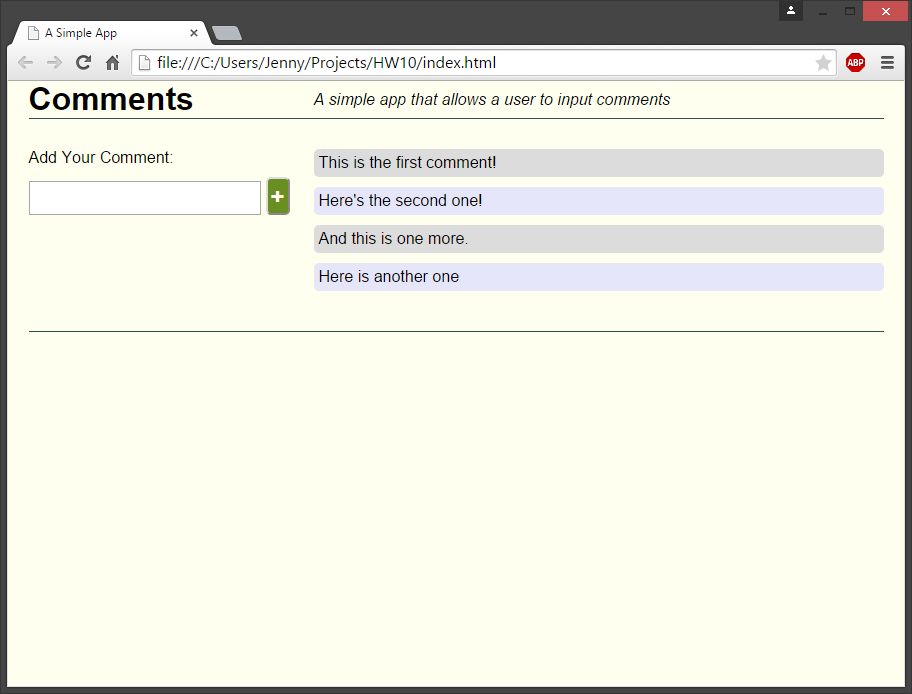 A Simple App
file:///C:/Users/Jenny/Projects/HW10/index.html
ABP
Comments
A simple app that allows a user to input comments
Add Your Comment:
+
This is the first comment!
Here's the second one!
And this is one more.
Here is another one